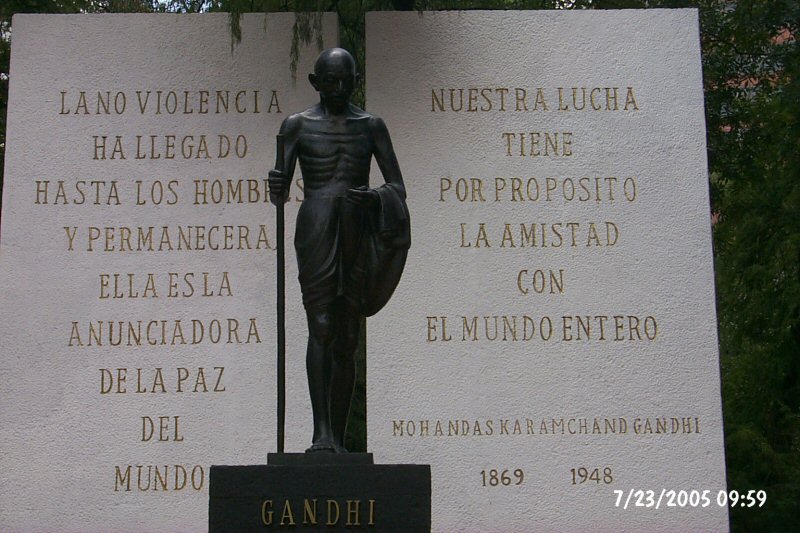 LA NO VIOLENCIA
HA LLEGADO
HASTA LOS HOMBRES
Y PERMANECERA
ELLA ES LA
ANUNCIADORA
DE LA PAZ
DEL
MUNDO
NUESTRA LUCHA
TIENE
POR PROPOSITO
LA AMISTAD
CON
EL MUNDO ENTERO
MOHANDAS KARAMCHAND GANDHI
1869 1948
GANDHI
7/23/2005 09:59